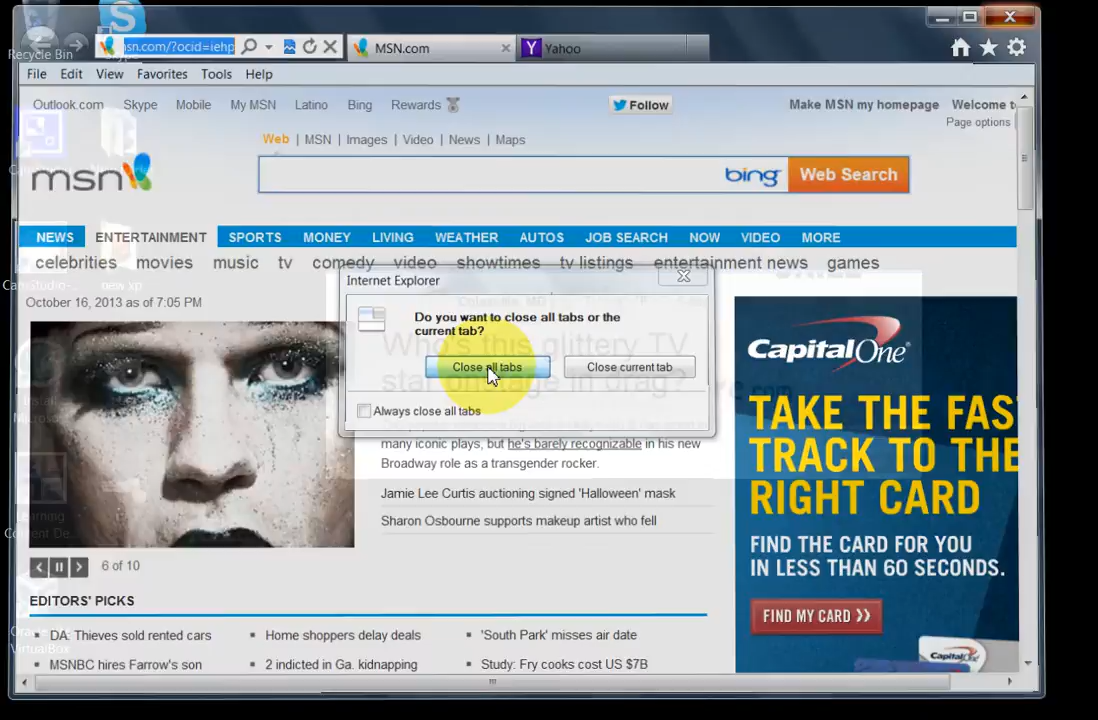 Recycle Bin
msn.com/?ocid=iehp
MSN.com
Yahoo
File Edit View Favorites Tools Help
Outlook.com Skype Mobile My MSN Latino Bing Rewards
Follow
Make MSN my homepage Welcome t
Page options
Web | MSN | Images | Video | News | Maps
msn
bing
Web Search
NEWS ENTERTAINMENT SPORTS MONEY LIVING WEATHER AUTOS JOB SEARCH NOW VIDEO MORE
celebrities movies music tv comedy video showtimes tv listings entertainment news games
October 16, 2013 as of 7:05 PM
Internet Explorer
Do you want to close all tabs or the
current tab?
Close all tabs
Close current tab
Always close all tabs
Who's this glittery TV
star on stage in drag?
many iconic plays, but he's barely recognizable in his new
Broadway role as a transgender rocker.
Jamie Lee Curtis auctioning signed 'Halloween' mask
Sharon Osbourne supports makeup artist who fell
6 of 10
EDITORS' PICKS
DA: Thieves sold rented cars
Home shoppers delay deals
'South Park' misses air date
MSNBC hires Farrow's son
2 indicted in Ga. kidnapping
Study: Fry cooks cost US $7B
Capital One
TAKE THE FAS
TRACK TO THE
RIGHT CARD
FIND THE CARD FOR YOU
IN LESS THAN 60 SECONDS.
FIND MY CARD >>
Capital One
new xp
VirtualBox